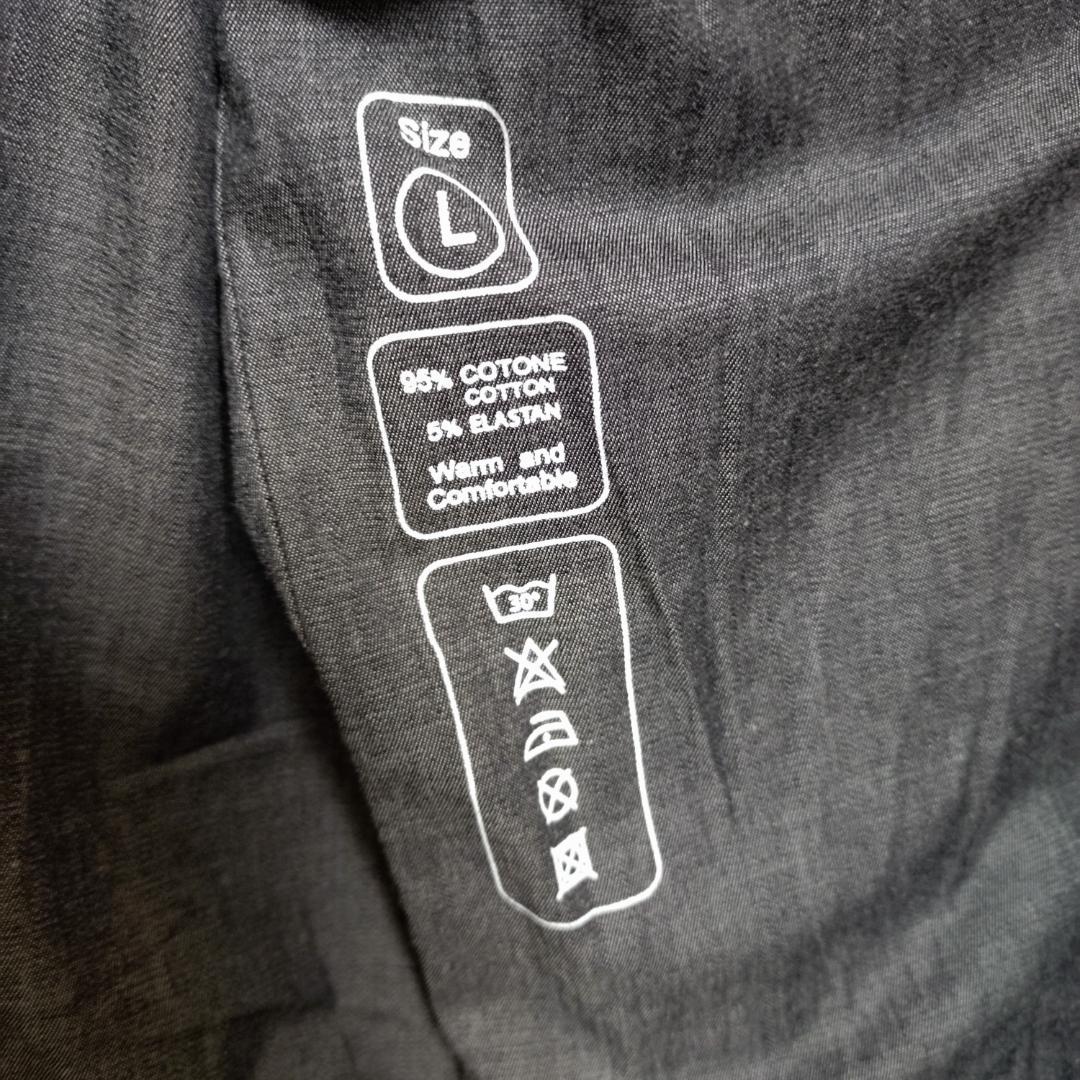 Size
L
95% COTONE
COTTON
5% ELASTAN
Warm and
Comfortable
30°